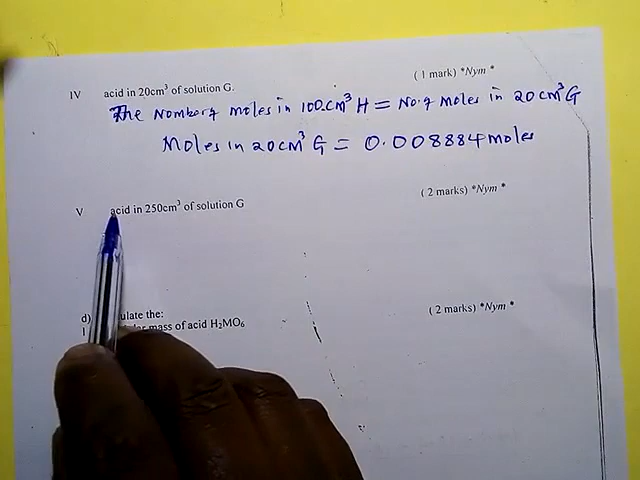 IV acid in 20cm³ of solution G. (1 mark) *Nym *
The Nomber of moles in 100cm³ H = No. of moles in 20cm³ G
Moles in 20cm³ G = 0.008884 moles
V acid in 250cm³ of solution G (2 marks) *Nym *
d) ulate the: (2 marks) *Nym *
mass of acid H₂MO₆